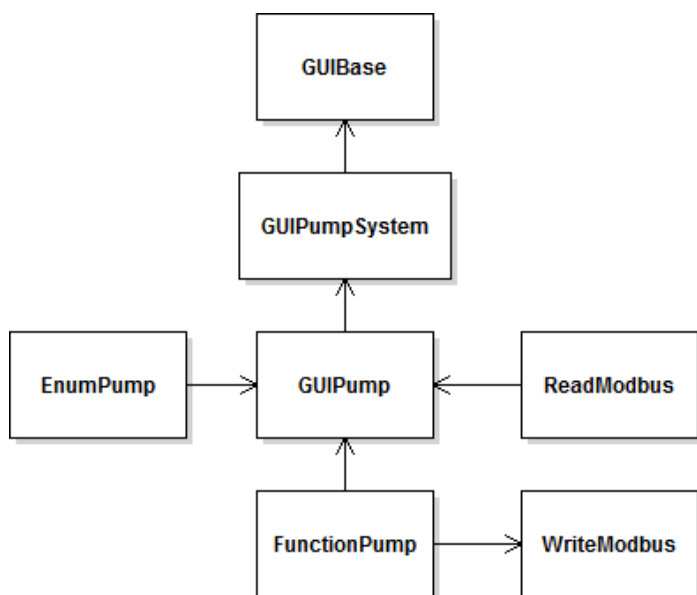 GUIBase
GUIPumpSystem
EnumPump
GUIPump
ReadModbus
FunctionPump
WriteModbus